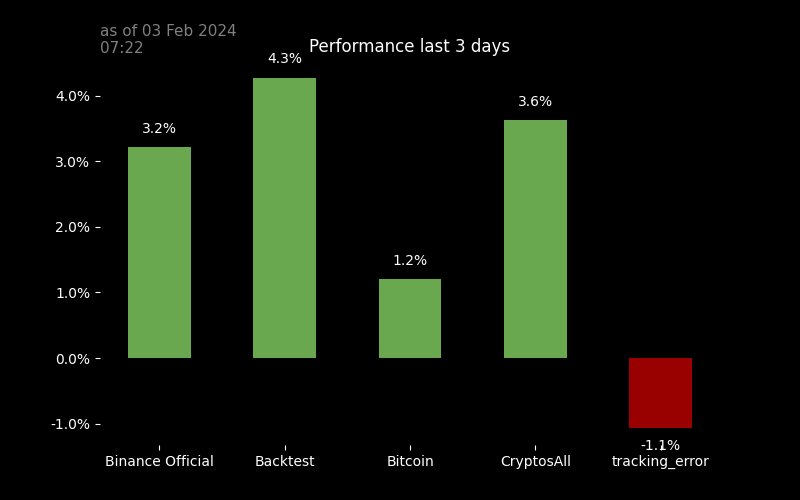 as of 03 Feb 2024
07:22
Performance last 3 days
4.3%
4.0%
3.6%
3.2%
3.0%
2.0%
1.2%
1.0%
0.0%
-1.0%
-1.1%
Binance Official
Backtest
Bitcoin
CryptosAll
tracking_error